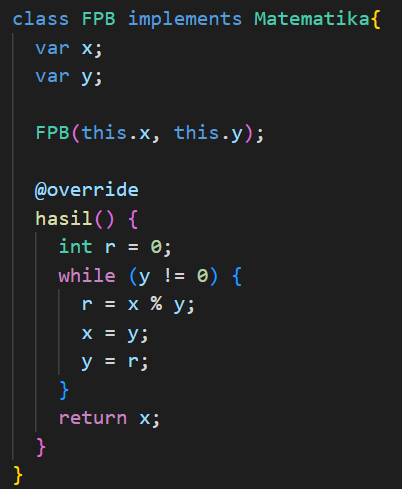 class FPB implements Matematika{
  var x;
  var y;

  FPB(this.x, this.y);

  @override
  hasil() {
    int r = 0;
    while (y != 0) {
      r = x % y;
      x = y;
      y = r;
    }
    return x;
  }
}